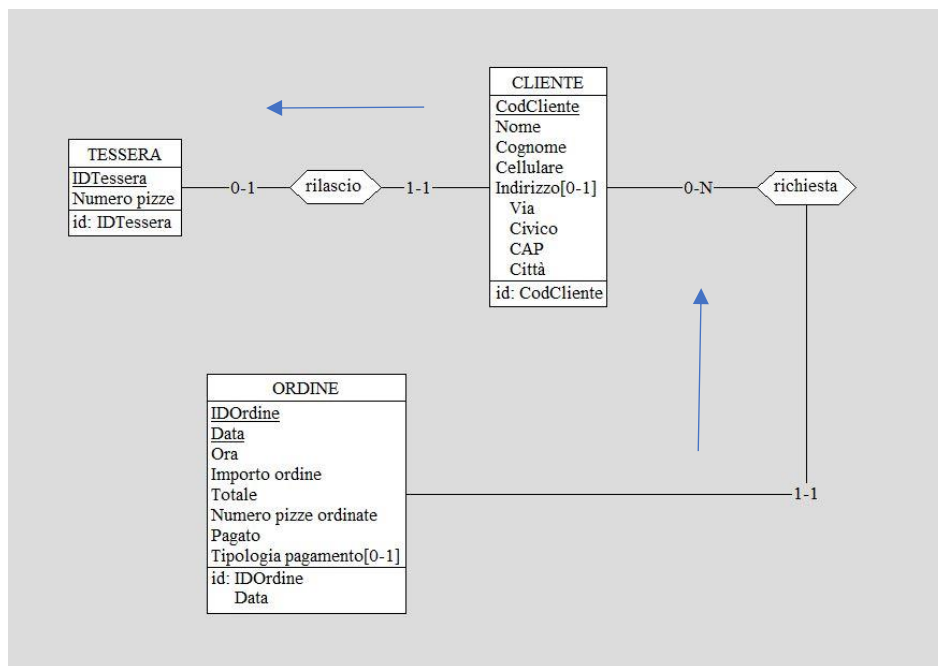 CLIENTE
CodCliente
Nome
Cognome
Cellulare
Indirizzo[0-1]
Via
Civico
CAP
Città
id: CodCliente
TESSERA
IDTessera
Numero pizze
id: IDTessera
0-1
rilascio
1-1
0-N
richiesta
ORDINE
IDOrdine
Data
Ora
Importo ordine
Totale
Numero pizze ordinate
Pagato
Tipologia pagamento[0-1]
id: IDOrdine
Data
1-1